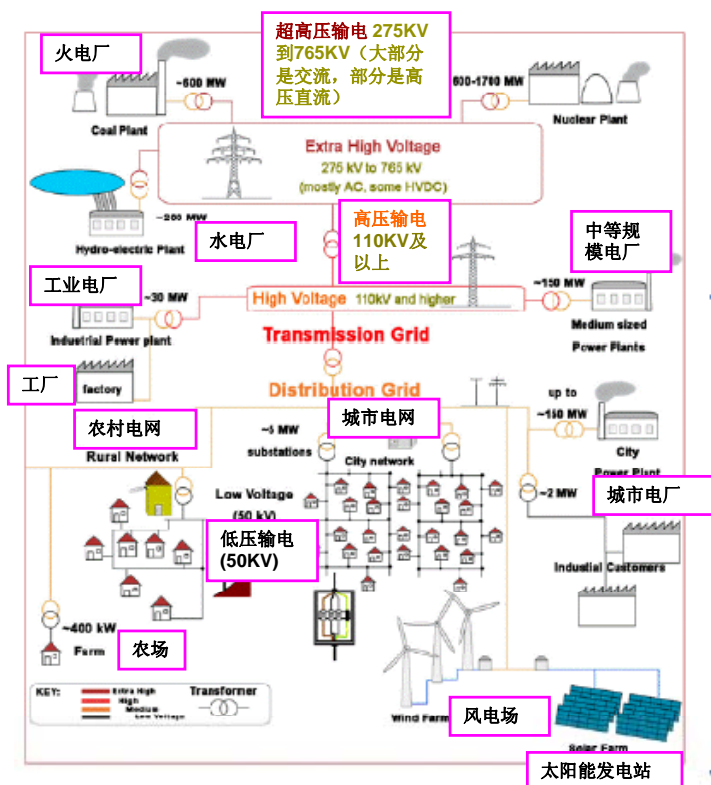 火电厂
超高压输电 275KV
到765KV（大部分
是交流，部分是高
压直流）
~600 MW
600-1700 MW
Coal Plant
Nuclear Plant
Extra High Voltage
275 kV to 765 kV
(mostly AC, some HVDC)
~200 MW
Hydro-electric Plant
水电厂
高压输电
110KV及
以上
中等规
模电厂
工业电厂
~30 MW
High Voltage 110kV and higher
~150 MW
Industrial Power plant
Medium sized
Power Plants
Transmission Grid
工厂
factory
Distribution Grid
农村电网
Rural Network
城市电网
~5 MW
substations
City network
up to
~150 MW
City
Power Plant
城市电厂
Low Voltage
(50 kV)
低压输电
(50KV)
~2 MW
Industial Customers
~400 kW
Farm
农场
KEY:
Extra High
High
Medium
Low Voltage
Transformer
Wind Farm
风电场
Solar Farm
太阳能发电站